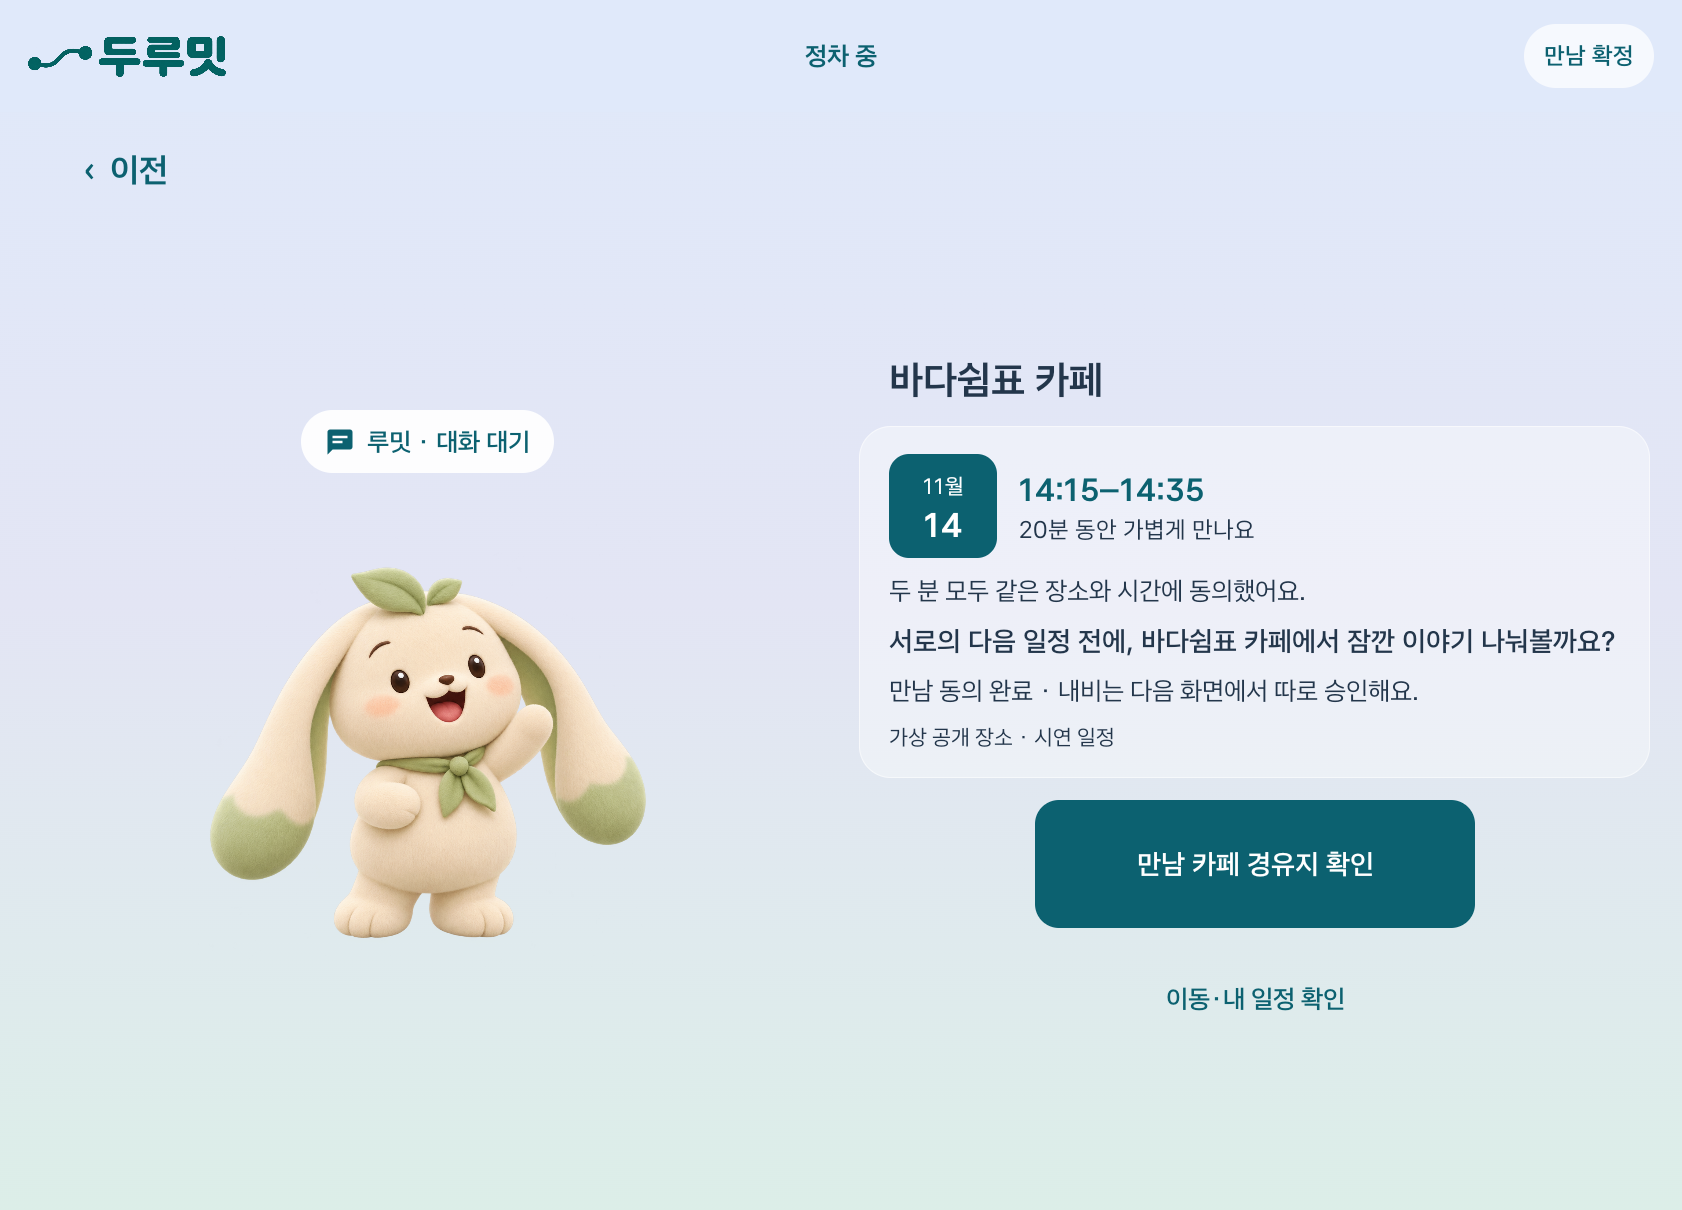 두루밋
정차 중
만남 확정
‹ 이전
루밋 · 대화 대기
바다쉼표 카페
11월
14
14:15–14:35
20분 동안 가볍게 만나요
두 분 모두 같은 장소와 시간에 동의했어요.
서로의 다음 일정 전에, 바다쉼표 카페에서 잠깐 이야기 나눠볼까요?
만남 동의 완료 · 내비는 다음 화면에서 따로 승인해요.
가상 공개 장소 · 시연 일정
만남 카페 경유지 확인
이동·내 일정 확인